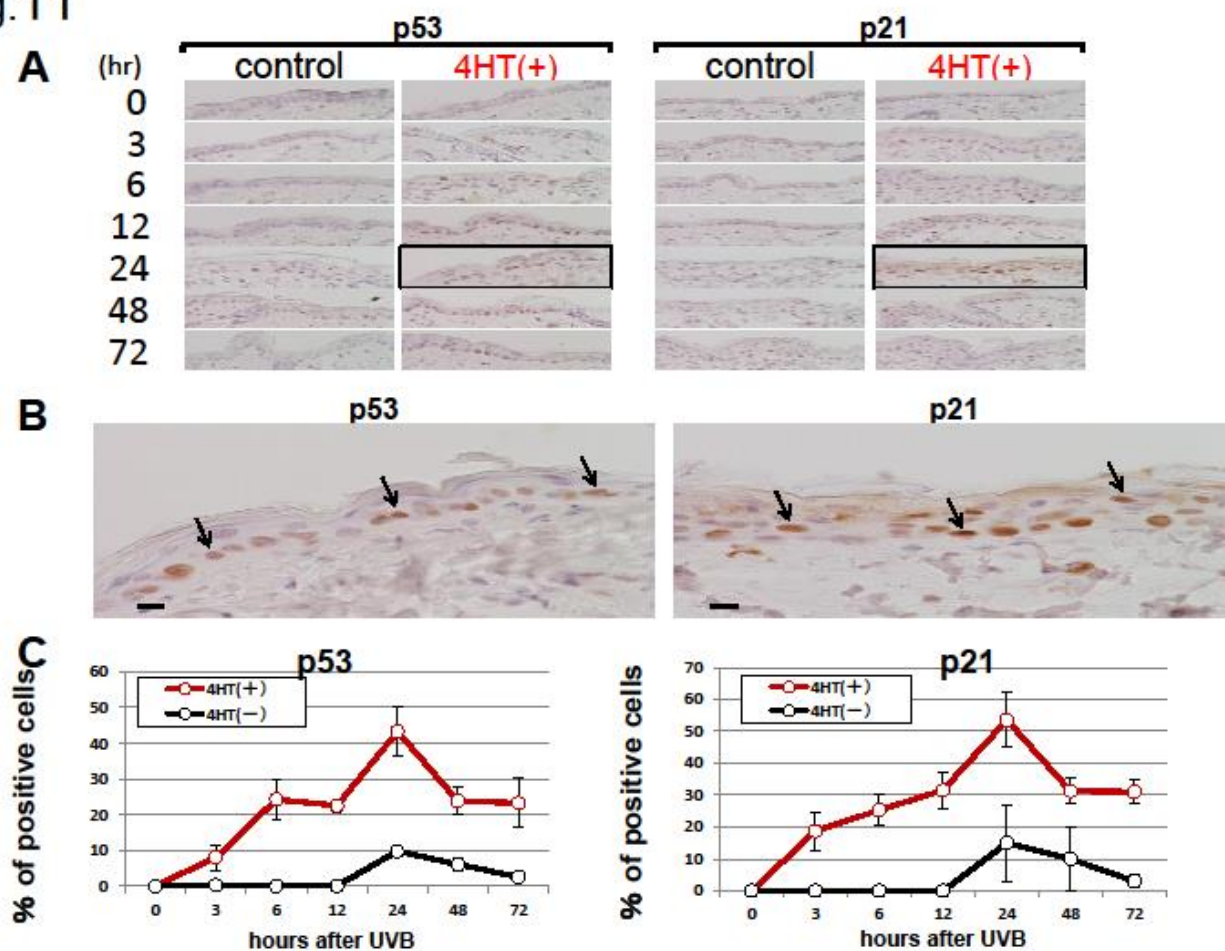 g. 11
p53 p21
A (hr) control 4HT(+) control 4HT(+)
0
3
6
12
24
48
72
B p53 p21
C p53
% of positive cells
60
50
40
30
20
10
0
4HT(+)
4HT(−)
0 3 6 12 24 48 72
hours after UVB
p21
% of positive cells
70
60
50
40
30
20
10
0
4HT(+)
4HT(−)
0 3 6 12 24 48 72
hours after UVB